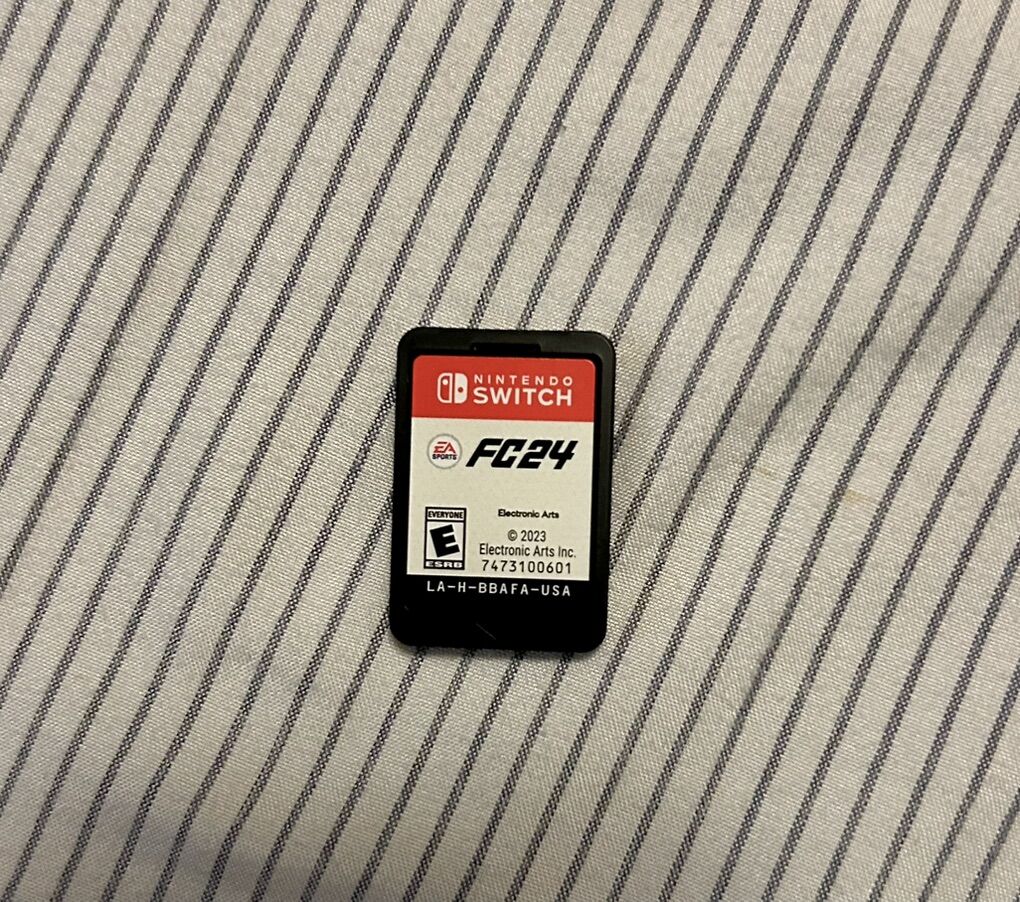 NINTENDO
SWITCH
EA
SPORTS
FC24
EVERYONE
E
ESRB
Electronic Arts
© 2023
Electronic Arts Inc.
7473100601
LA-H-BBAFA-USA